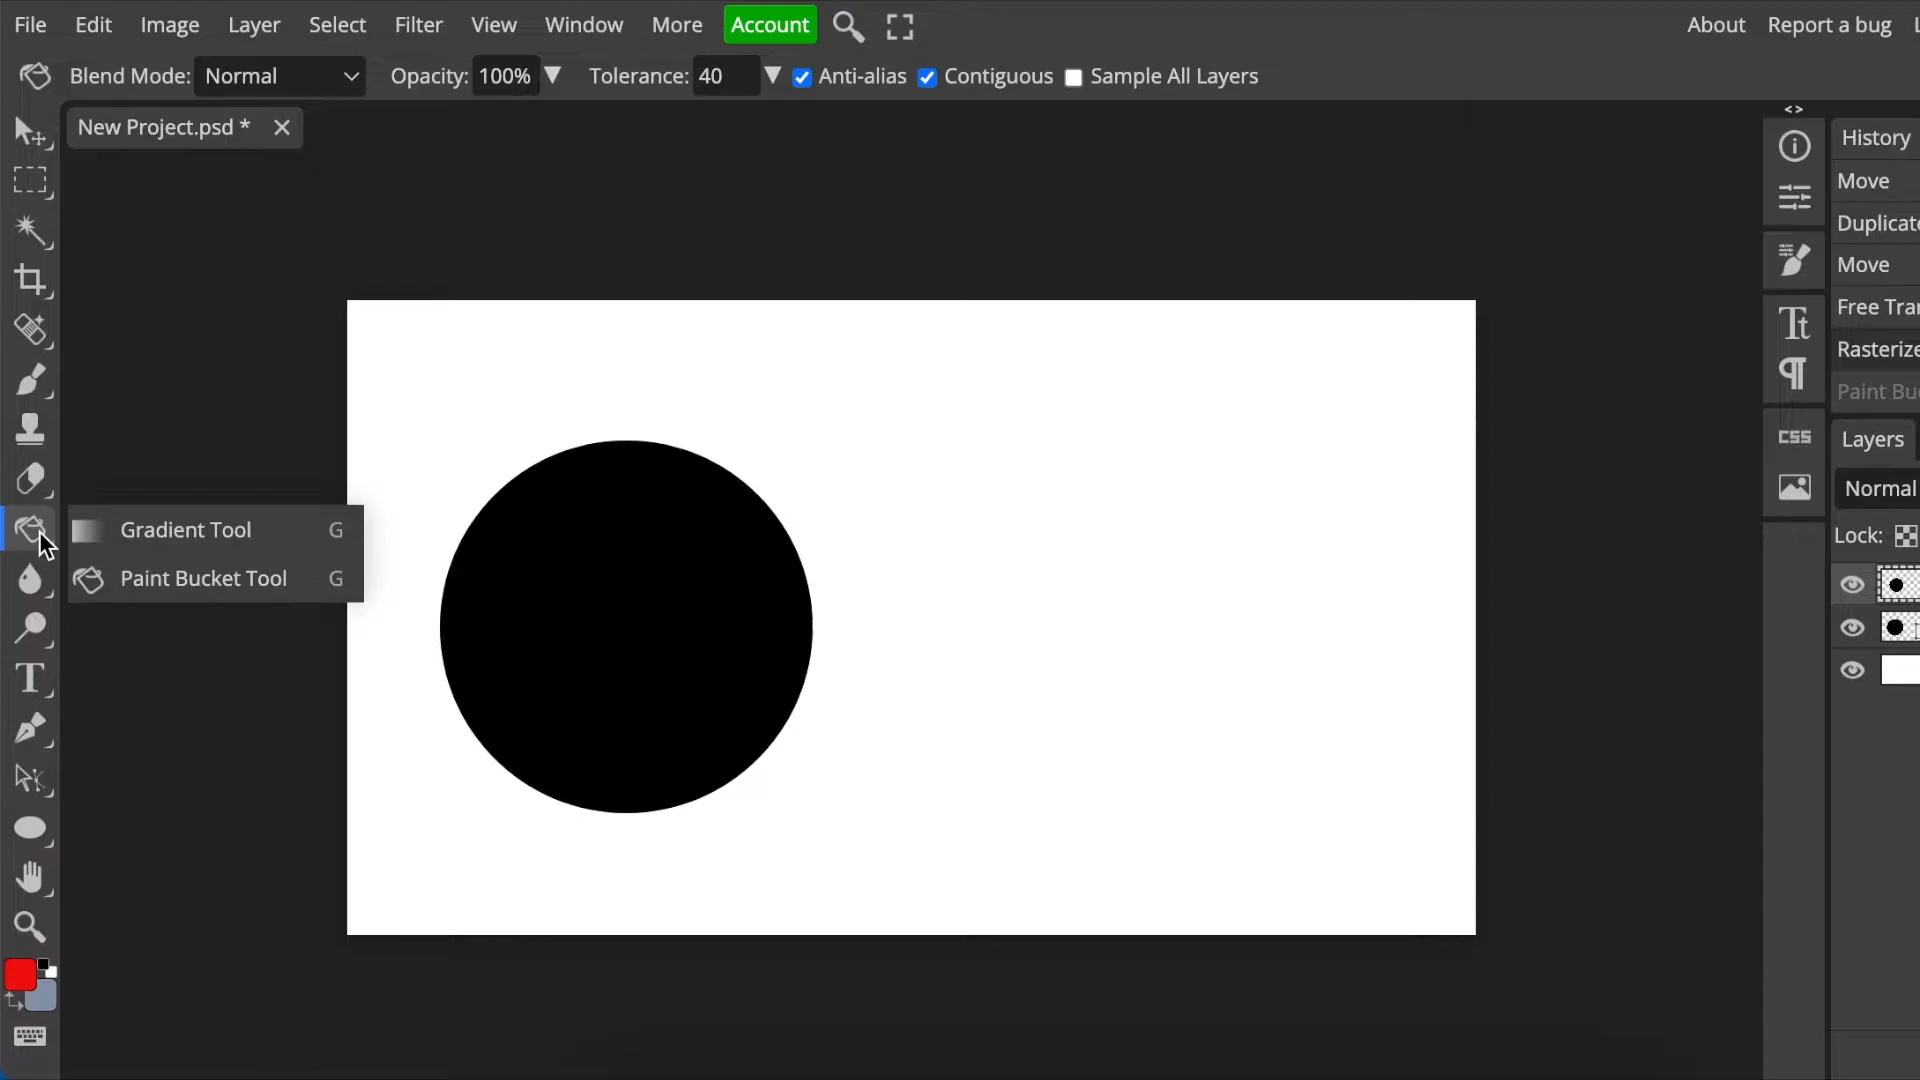 File Edit Image Layer Select Filter View Window More Account About Report a bug
Blend Mode: Normal Opacity: 100% Tolerance: 40 Anti-alias Contiguous Sample All Layers
New Project.psd *
History
Move
Duplicate
Move
Free Tra
Rasterize
Paint Bu
Tt
CSS
Layers
Normal
Lock:
Gradient Tool G
Paint Bucket Tool G
T